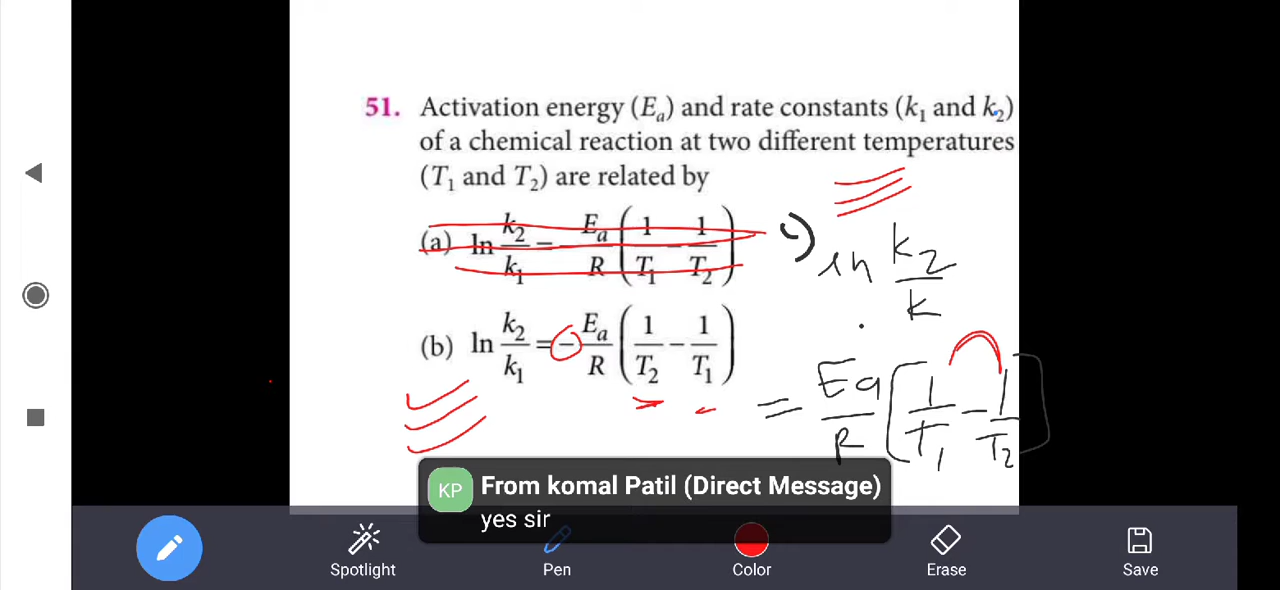 51. Activation energy (Eₐ) and rate constants (k₁ and k₂)
of a chemical reaction at two different temperatures
(T₁ and T₂) are related by
(a) ln k₂/k₁ = Eₐ/R (1/T₁ − 1/T₂)
(b) ln k₂/k₁ = −Eₐ/R (1/T₂ − 1/T₁)
ln k₂/k
= Ea/R [1/T₁ − 1/T₂]
KP From komal Patil (Direct Message)
yes sir
Spotlight Pen Color Erase Save